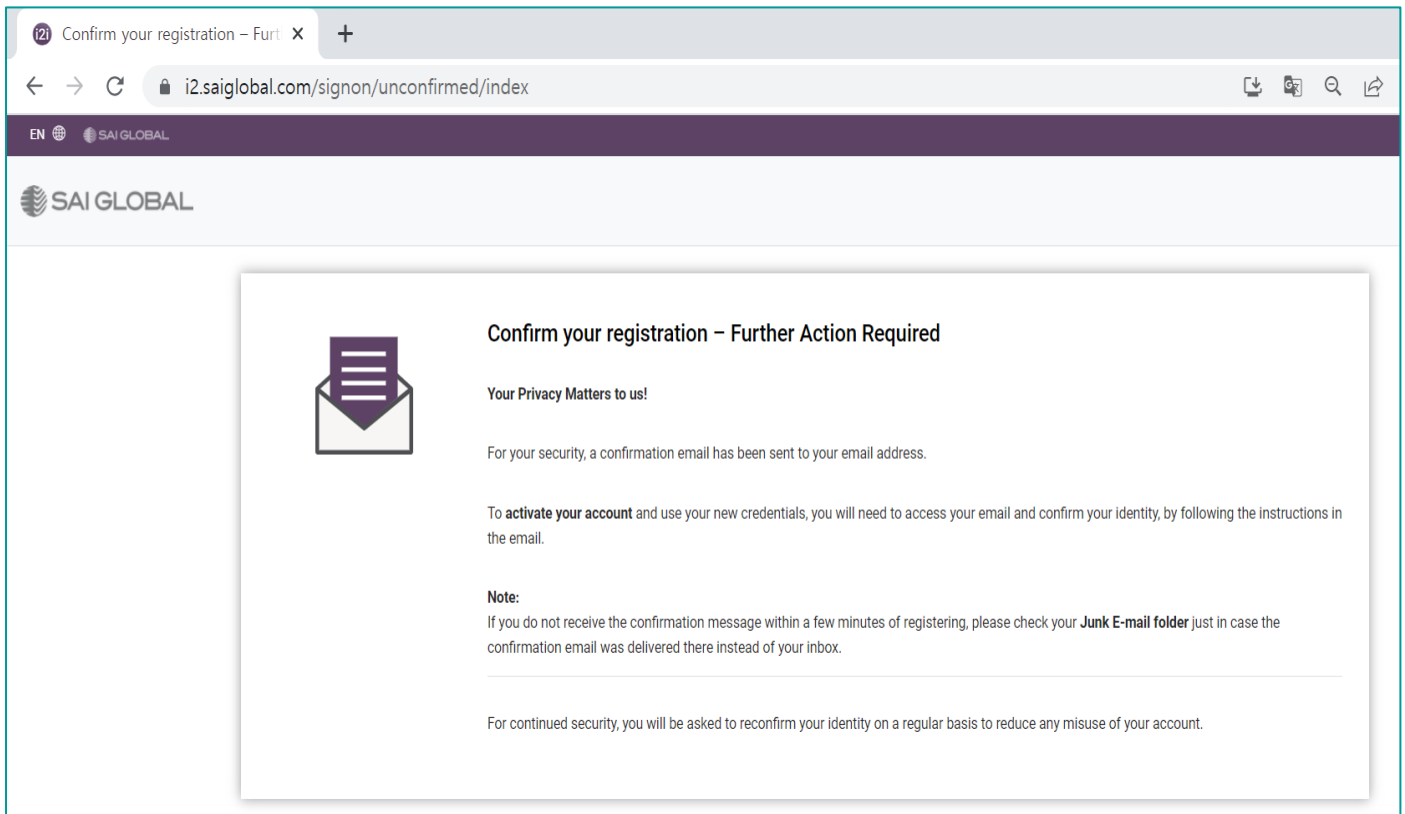 i2i Confirm your registration – Furt
i2.saiglobal.com/signon/unconfirmed/index
EN SAI GLOBAL
SAI GLOBAL
Confirm your registration – Further Action Required
Your Privacy Matters to us!
For your security, a confirmation email has been sent to your email address.
To activate your account and use your new credentials, you will need to access your email and confirm your identity, by following the instructions in
the email.
Note:
If you do not receive the confirmation message within a few minutes of registering, please check your Junk E-mail folder just in case the
confirmation email was delivered there instead of your inbox.
For continued security, you will be asked to reconfirm your identity on a regular basis to reduce any misuse of your account.